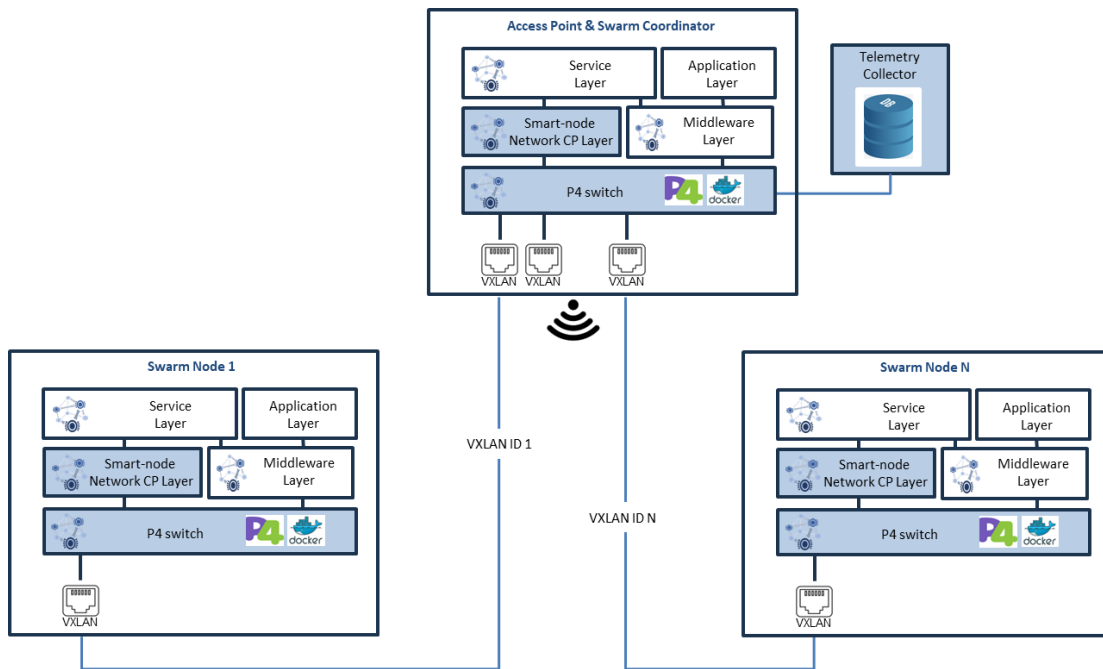 Access Point & Swarm Coordinator
Service
Layer
Application
Layer
Telemetry
Collector
DB
Smart-node
Network CP Layer
Middleware
Layer
P4 switch
P4
docker
VXLAN
VXLAN
VXLAN
Swarm Node 1
Service
Layer
Application
Layer
Smart-node
Network CP Layer
Middleware
Layer
P4 switch
P4
docker
VXLAN
VXLAN ID 1
VXLAN ID N
Swarm Node N
Service
Layer
Application
Layer
Smart-node
Network CP Layer
Middleware
Layer
P4 switch
P4
docker
VXLAN